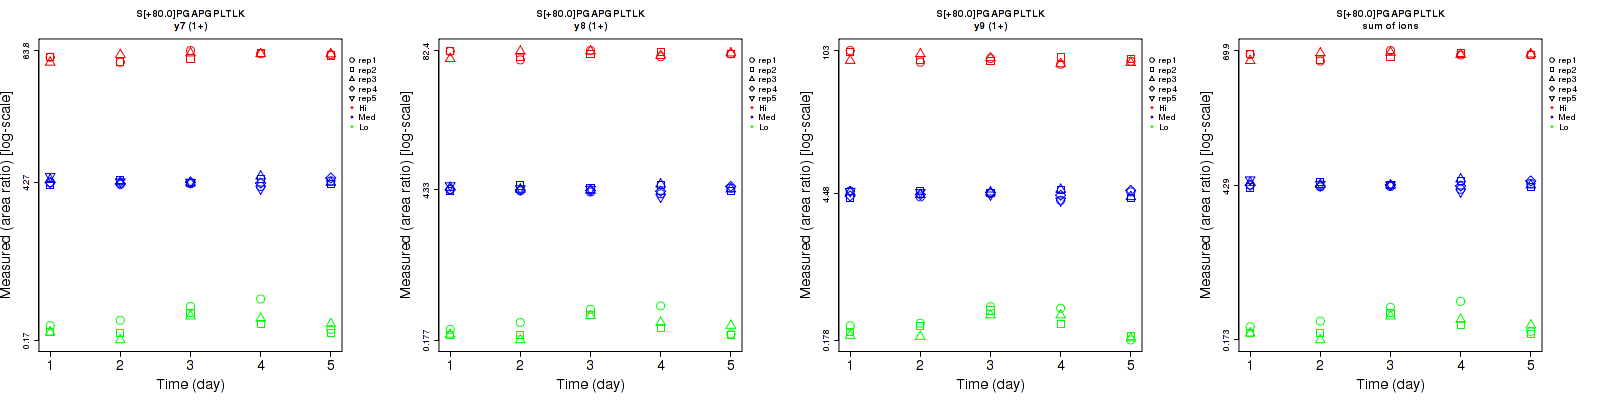 S[+80.0]PGAPGPLTLK
y7 (1+)
Measured (area ratio) [log-scale]
63.8
4.27
0.17
1 2 3 4 5
Time (day)
rep1
rep2
rep3
rep4
rep5
Hi
Med
Lo
S[+80.0]PGAPGPLTLK
y8 (1+)
Measured (area ratio) [log-scale]
82.4
4.33
0.177
1 2 3 4 5
Time (day)
rep1
rep2
rep3
rep4
rep5
Hi
Med
Lo
S[+80.0]PGAPGPLTLK
y9 (1+)
Measured (area ratio) [log-scale]
103
4.48
0.178
1 2 3 4 5
Time (day)
rep1
rep2
rep3
rep4
rep5
Hi
Med
Lo
S[+80.0]PGAPGPLTLK
sum of ions
Measured (area ratio) [log-scale]
69.9
4.29
0.173
1 2 3 4 5
Time (day)
rep1
rep2
rep3
rep4
rep5
Hi
Med
Lo